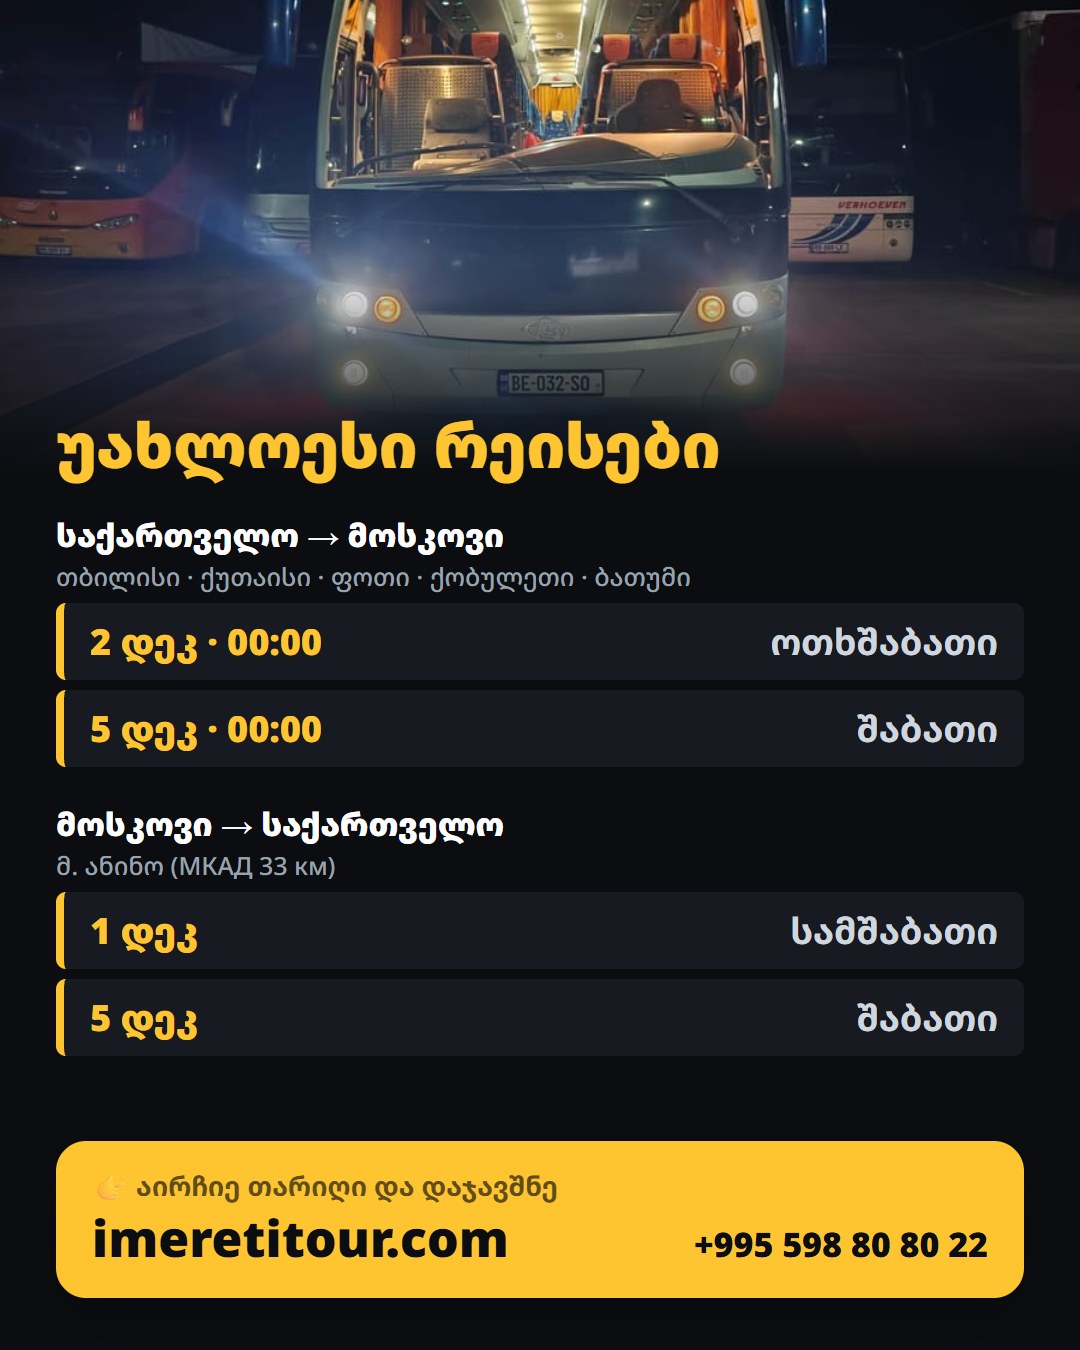 VERHOEVEN
BE-032-SO
უახლოესი რეისები
საქართველო → მოსკოვი
თბილისი · ქუთაისი · ფოთი · ქობულეთი · ბათუმი
2 დეკ · 00:00 ოთხშაბათი
5 დეკ · 00:00 შაბათი
მოსკოვი → საქართველო
მ. ანინო (МКАД 33 км)
1 დეკ სამშაბათი
5 დეკ შაბათი
👉 აირჩიე თარიღი და დაჯავშნე
imeretitour.com +995 598 80 80 22